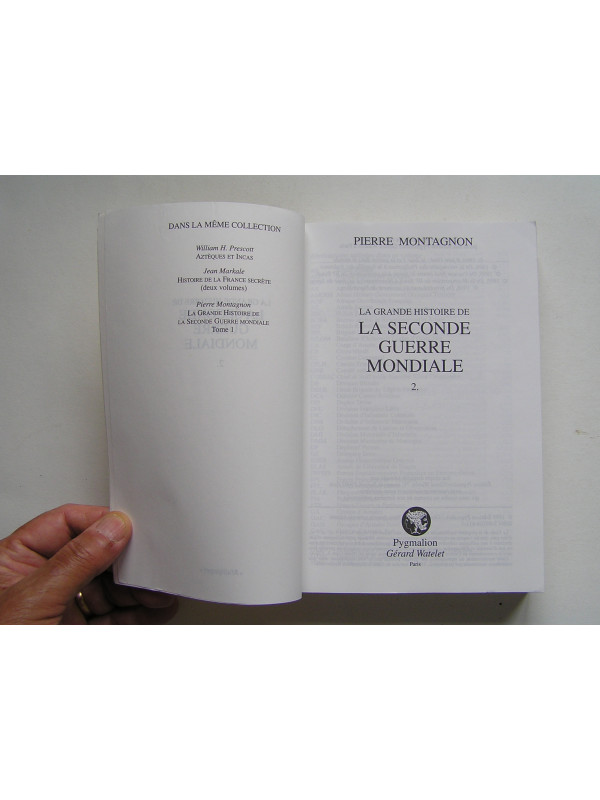 DANS LA MÊME COLLECTION
William H. Prescott
AZTÈQUES ET INCAS
Jean Markale
HISTOIRE DE LA FRANCE SECRÈTE
(deux volumes)
Pierre Montagnon
LA GRANDE HISTOIRE DE
LA SECONDE GUERRE MONDIALE
Tome 1
PIERRE MONTAGNON
LA GRANDE HISTOIRE DE
LA SECONDE
GUERRE
MONDIALE
2.
Pygmalion
Gérard Watelet
Paris